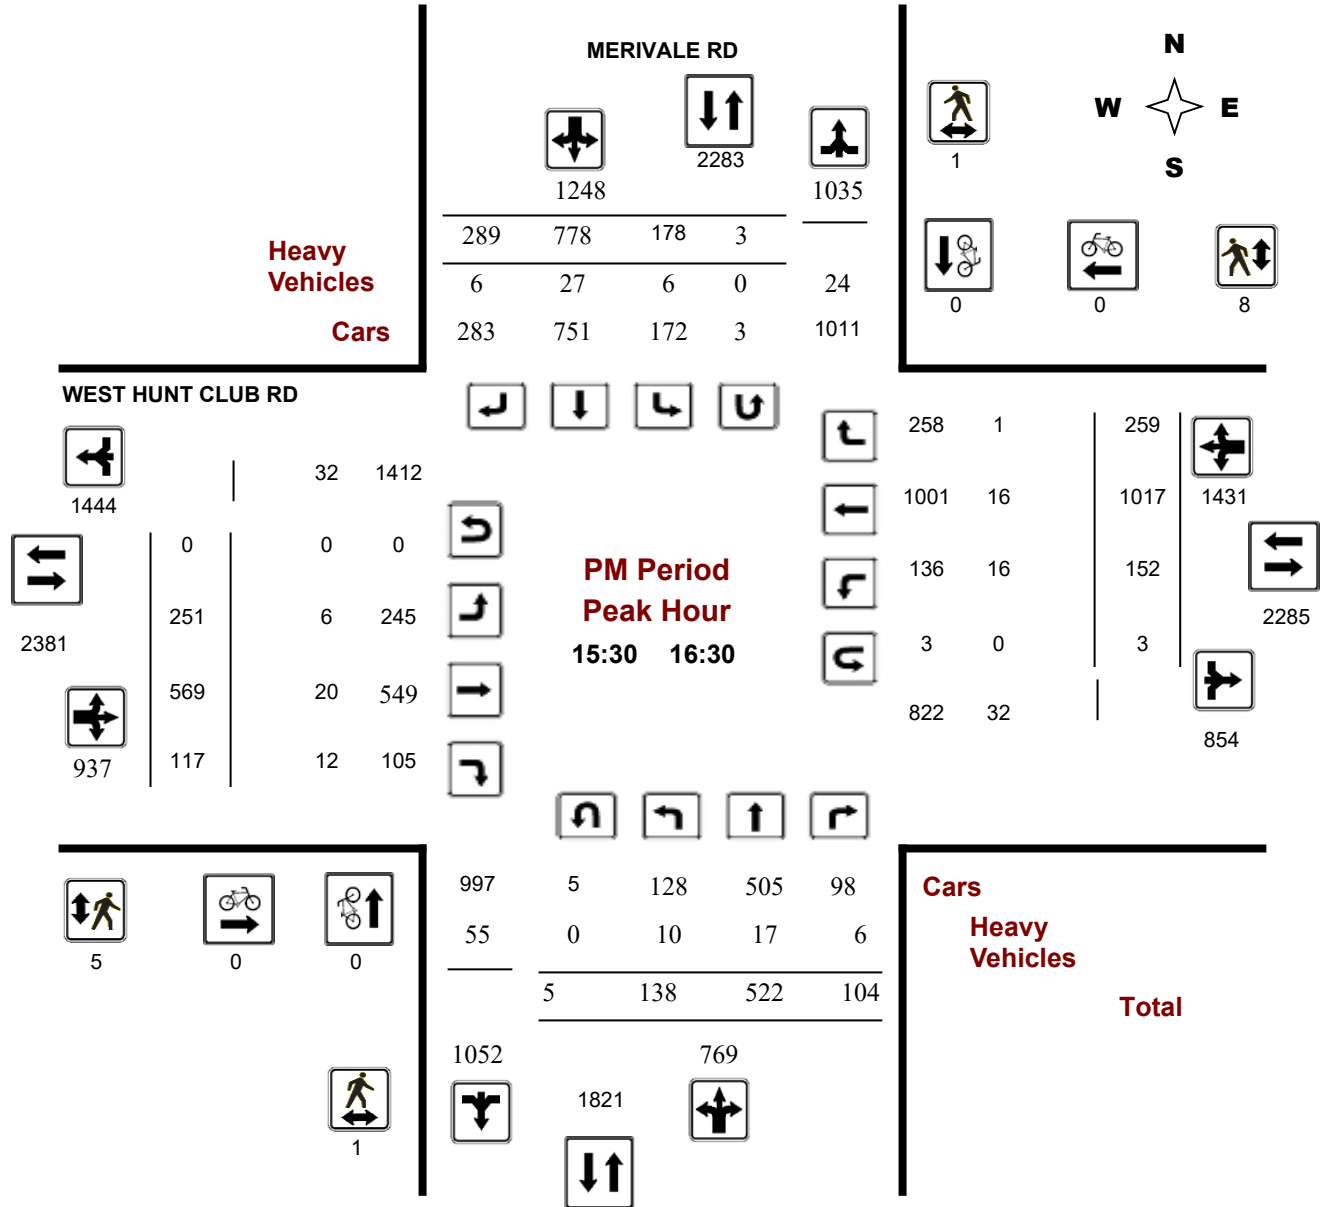 MERIVALE RD
N
W E
S
2283
1
1248 1035
289 778 178 3
Heavy
Vehicles
6 27 6 0 24
0 0 8
Cars
283 751 172 3 1011
WEST HUNT CLUB RD
258 1 259
32 1412
1444
1001 16 1017 1431
0 0 0
PM Period
Peak Hour
136 16 152
251 6 245
2285
2381
15:30 16:30
3 0 3
569 20 549
822 32
854
937 117 12 105
997 5 128 505 98
Cars
55 0 10 17 6
Heavy
Vehicles
5 0 0
5 138 522 104
Total
1052 769
1821
1